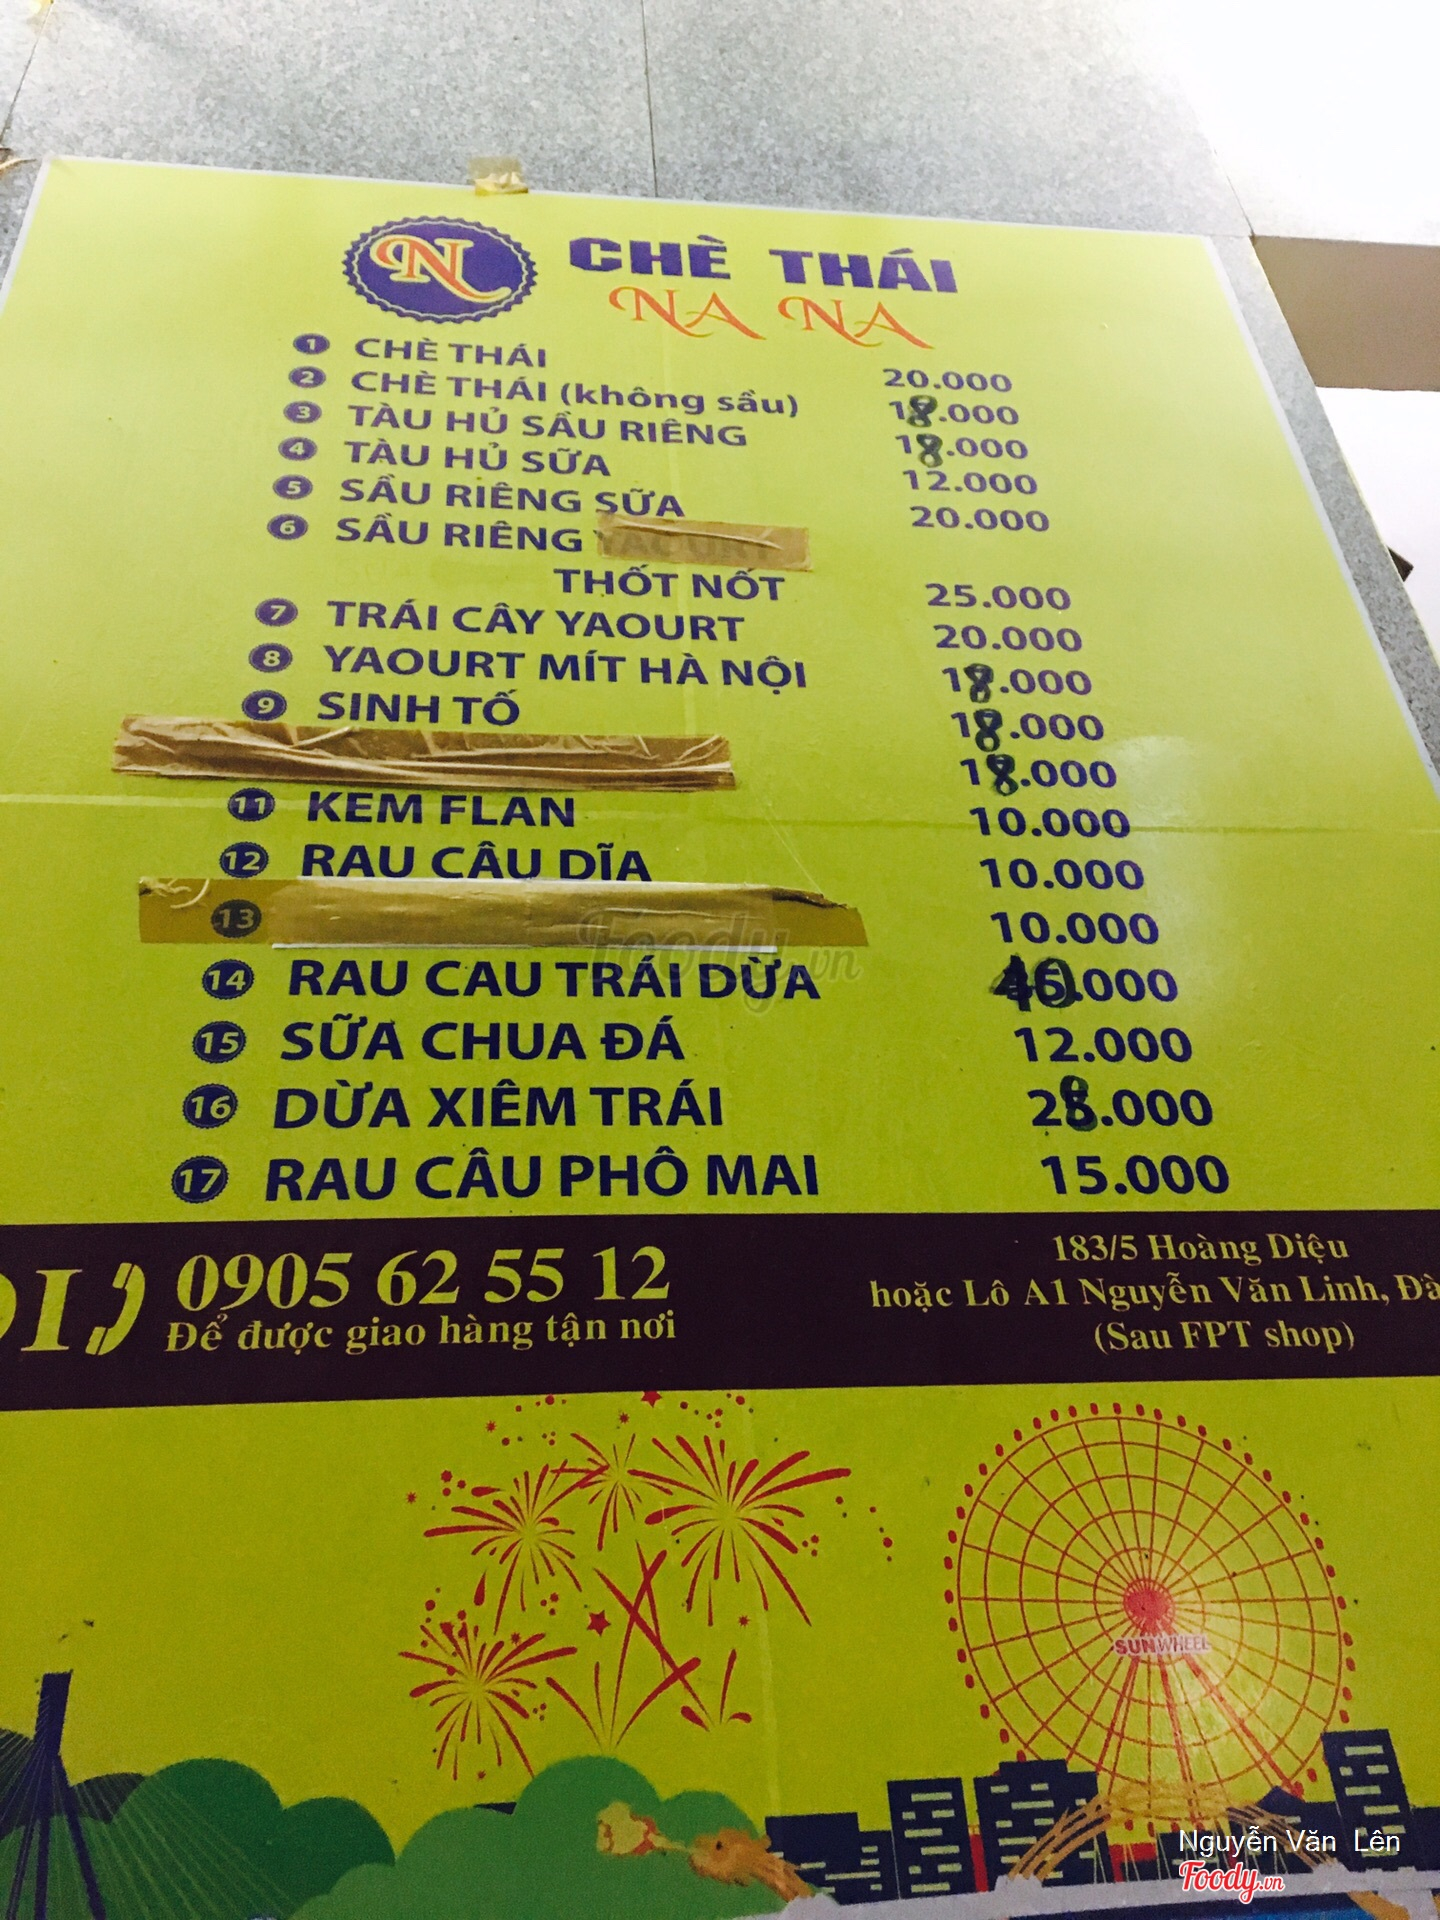 N CHÈ THÁI
NA NA
1 CHÈ THÁI 20.000
2 CHÈ THÁI (không sầu) 18.000
3 TÀU HỦ SẦU RIÊNG 18.000
4 TÀU HỦ SỮA 12.000
5 SẦU RIÊNG SỮA 20.000
6 SẦU RIÊNG YAOURT
THỐT NỐT 25.000
7 TRÁI CÂY YAOURT 20.000
8 YAOURT MÍT HÀ NỘI 18.000
9 SINH TỐ 18.000
18.000
11 KEM FLAN 10.000
12 RAU CÂU DĨA 10.000
13 10.000
14 RAU CAU TRÁI DỪA 40.000
15 SỮA CHUA ĐÁ 12.000
16 DỪA XIÊM TRÁI 28.000
17 RAU CÂU PHÔ MAI 15.000
0905 62 55 12
Để được giao hàng tận nơi
183/5 Hoàng Diệu
hoặc Lô A1 Nguyễn Văn Linh,
(Sau FPT shop)
SUN WHEEL
Foody.vn
Nguyễn Văn Lên
Foody.vn